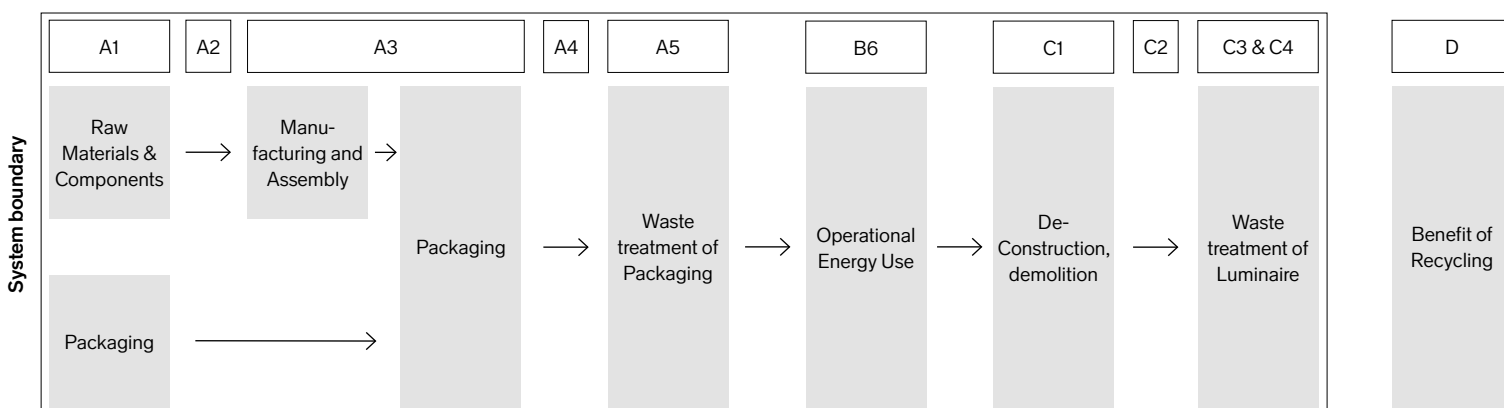 A1
A2
A3
A4
A5
B6
C1
C2
C3 & C4
D
System boundary
Raw
Materials &
Components
Manu-
facturing and
Assembly
Packaging
Packaging
Waste
treatment of
Packaging
Operational
Energy Use
De-
Construction,
demolition
Waste
treatment of
Luminaire
Benefit of
Recycling